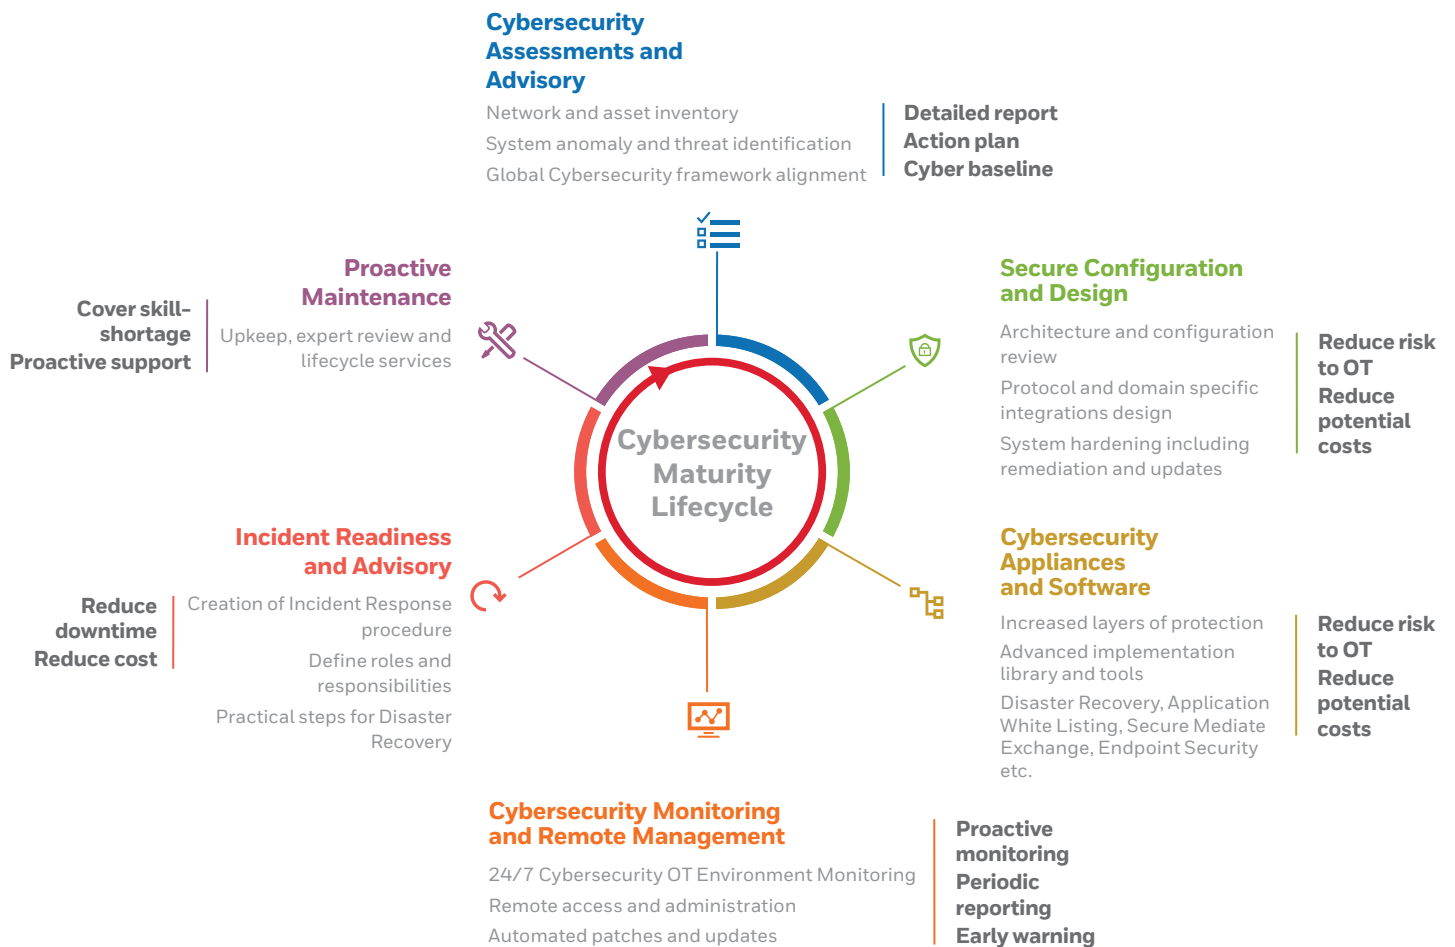 Cybersecurity
Assessments and
Advisory
Network and asset inventory
System anomaly and threat identification
Global Cybersecurity framework alignment
Detailed report
Action plan
Cyber baseline
Secure Configuration
and Design
Architecture and configuration
review
Protocol and domain specific
integrations design
System hardening including
remediation and updates
Reduce risk
to OT
Reduce
potential
costs
Cybersecurity
Appliances
and Software
Increased layers of protection
Advanced implementation
library and tools
Disaster Recovery, Application
White Listing, Secure Mediate
Exchange, Endpoint Security
etc.
Reduce risk
to OT
Reduce
potential
costs
Cybersecurity Monitoring
and Remote Management
24/7 Cybersecurity OT Environment Monitoring
Remote access and administration
Automated patches and updates
Proactive
monitoring
Periodic
reporting
Early warning
Incident Readiness
and Advisory
Creation of Incident Response
procedure
Define roles and
responsibilities
Practical steps for Disaster
Recovery
Reduce
downtime
Reduce cost
Proactive
Maintenance
Upkeep, expert review and
lifecycle services
Cover skill-
shortage
Proactive support
Cybersecurity
Maturity
Lifecycle